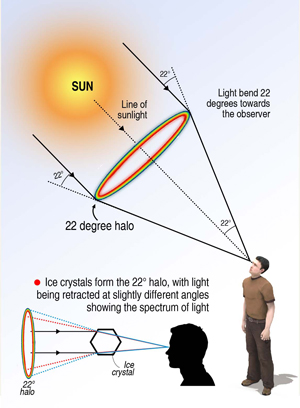 SUN
22°
Light bend 22
degrees towards
the observer
Line of
sunlight
22°
22°
22 degree halo
Ice crystals form the 22° halo, with light
being retracted at slightly different angles
showing the spectrum of light
22°
halo
Ice
crystal